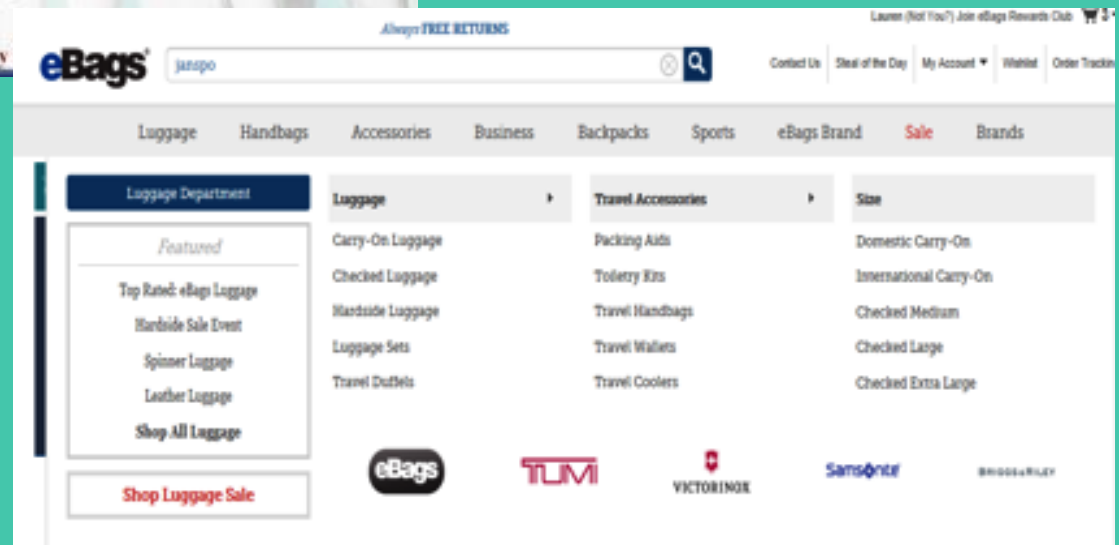 Always FREE RETURNS
Lauren (Not You?) Join eBags Rewards Club
eBags
janspo
Contact Us Steal of the Day My Account Wishlist Order Trackin
Luggage Handbags Accessories Business Backpacks Sports eBags Brand Sale Brands
Luggage Department
Featured
Top Rated: eBags Luggage
Hardside Sale Event
Spinner Luggage
Leather Luggage
Shop All Luggage
Shop Luggage Sale
Luggage
Carry-On Luggage
Checked Luggage
Hardside Luggage
Luggage Sets
Travel Duffels
Travel Accessories
Packing Aids
Toiletry Kits
Travel Handbags
Travel Wallets
Travel Coolers
Size
Domestic Carry-On
International Carry-On
Checked Medium
Checked Large
Checked Extra Large
eBags
TUMI
VICTORINOX
Samsonite
BRIGGS & RILEY